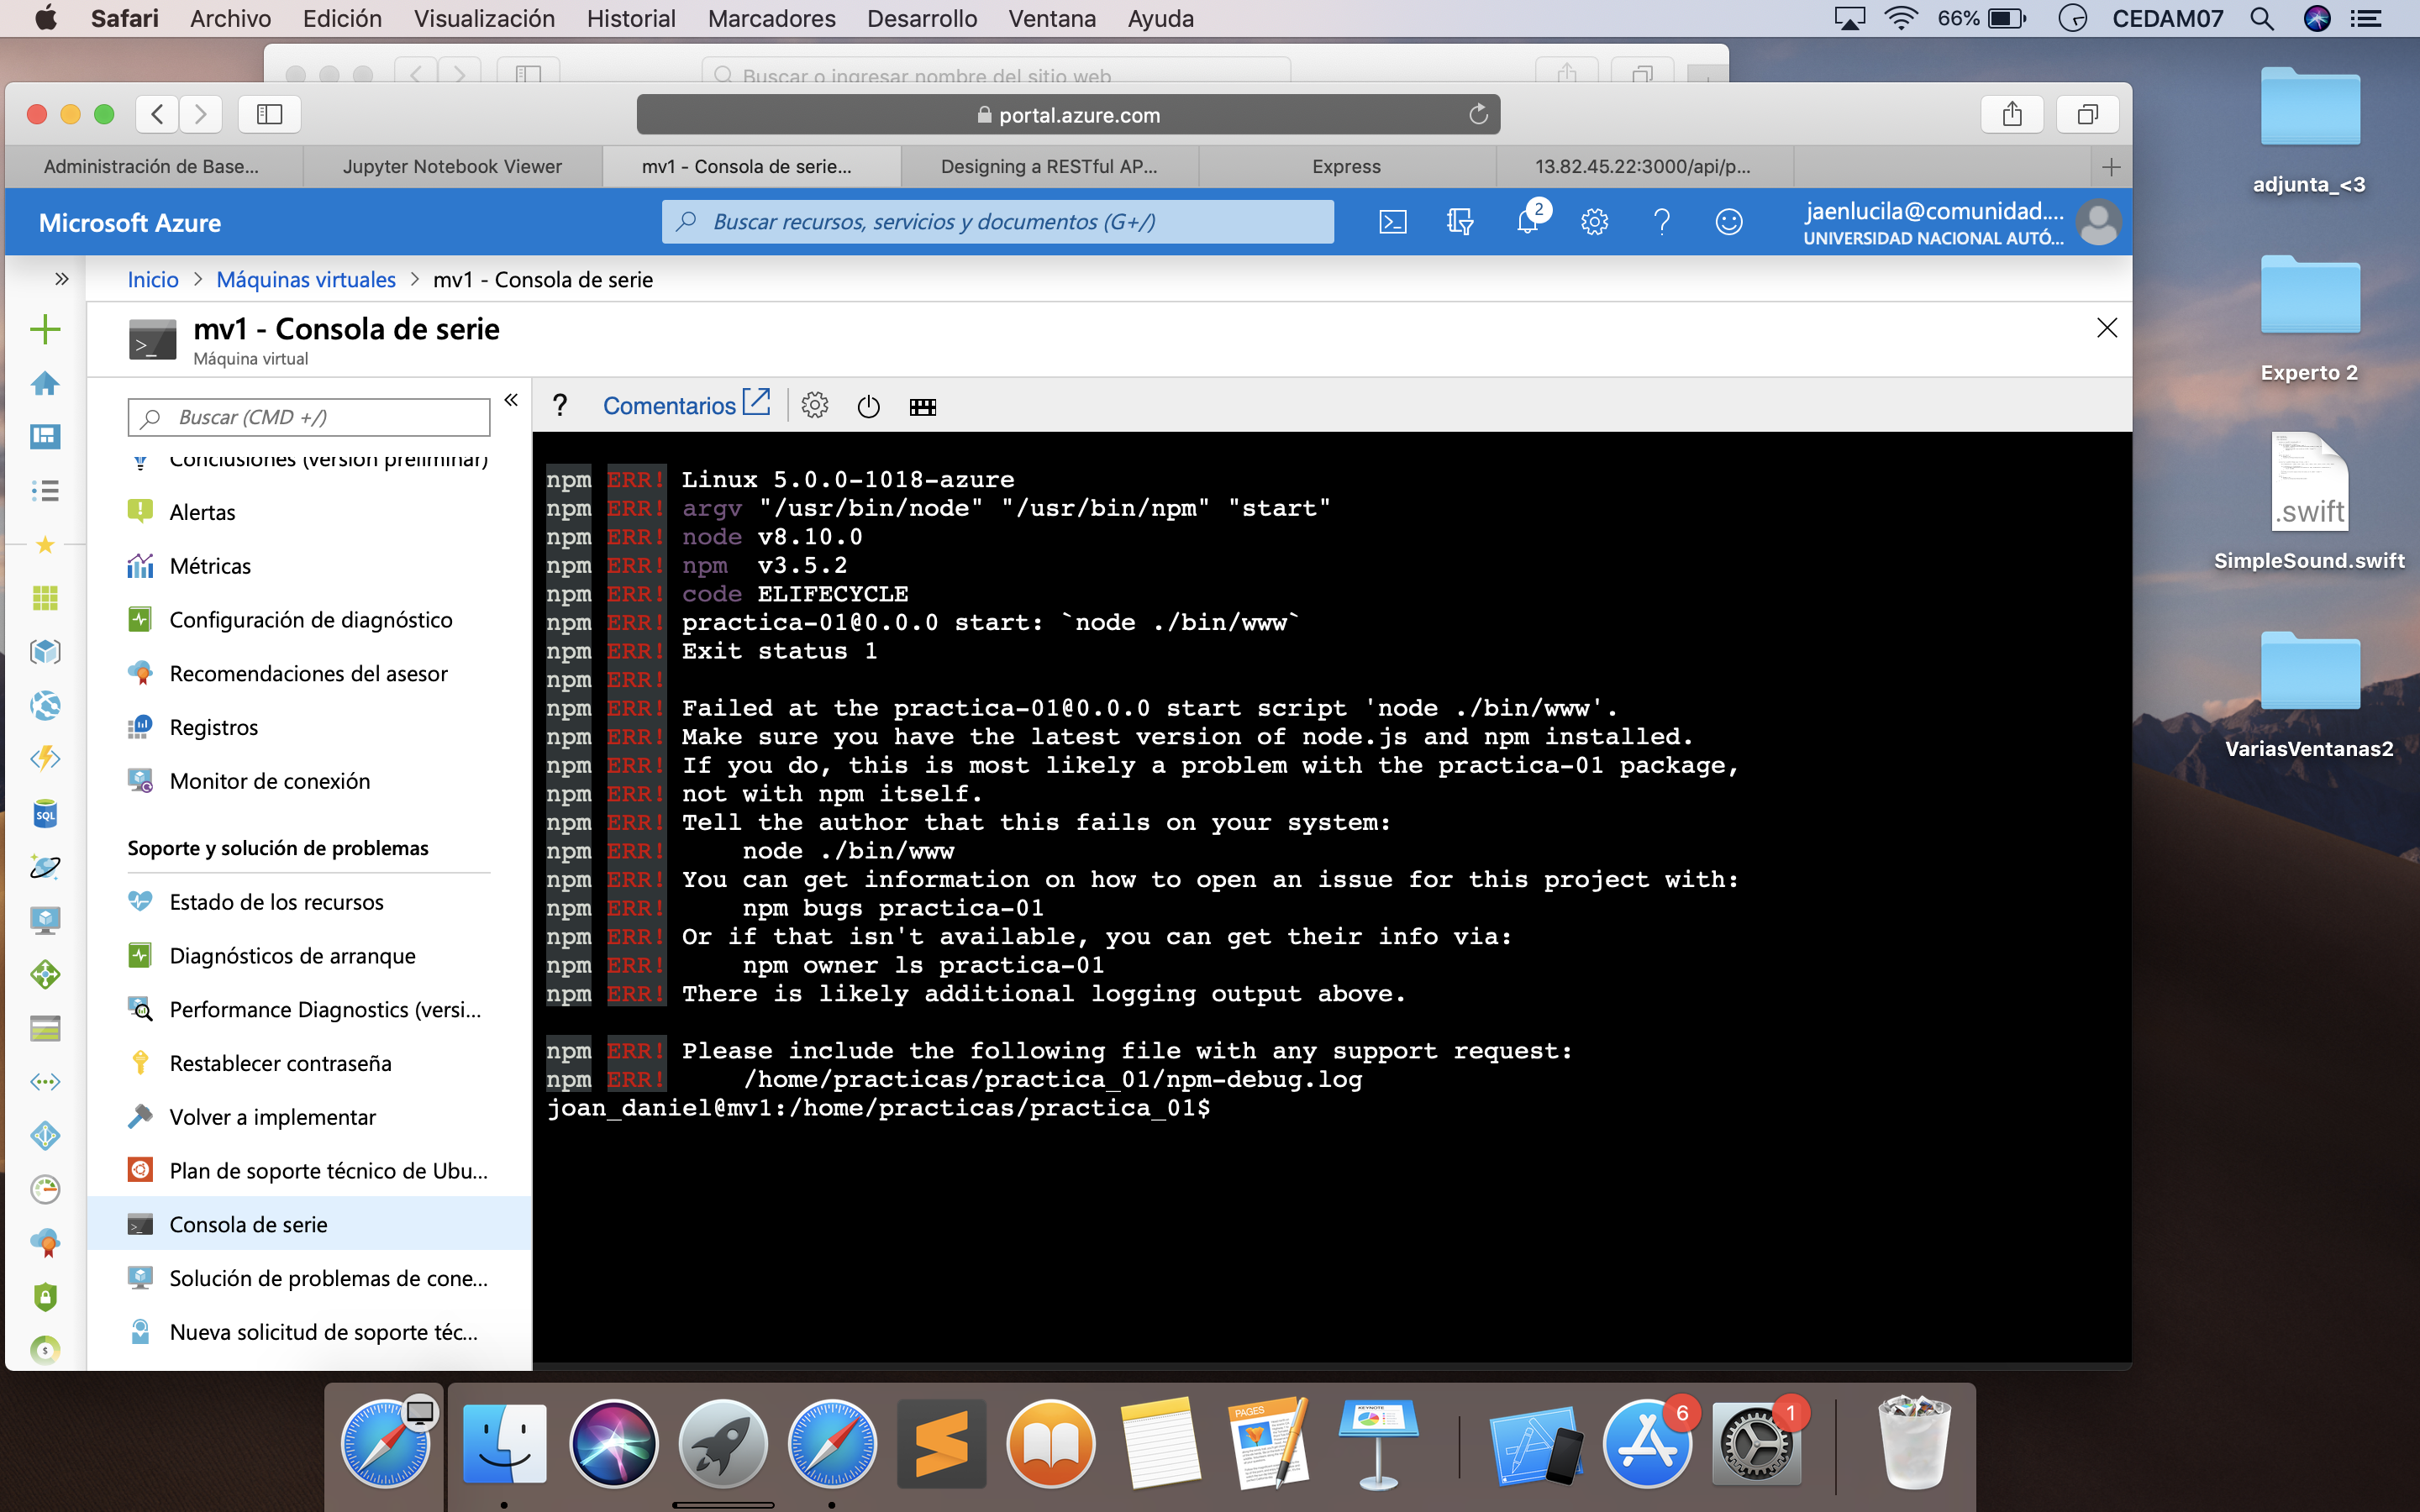 Safari Archivo Edición Visualización Historial Marcadores Desarrollo Ventana Ayuda 66% CEDAM07
Buscar o ingresar nombre del sitio web
portal.azure.com
Administración de Base... Jupyter Notebook Viewer mv1 - Consola de serie... Designing a RESTful AP... Express 13.82.45.22:3000/api/p...
Microsoft Azure
Buscar recursos, servicios y documentos (G+/)
2
jaenlucila@comunidad....
UNIVERSIDAD NACIONAL AUTÓ...
Inicio > Máquinas virtuales > mv1 - Consola de serie
mv1 - Consola de serie
Máquina virtual
Buscar (CMD +/)
Conclusiones (versión preliminar)
Alertas
Métricas
Configuración de diagnóstico
Recomendaciones del asesor
Registros
Monitor de conexión
Soporte y solución de problemas
Estado de los recursos
Diagnósticos de arranque
Performance Diagnostics (versi...
Restablecer contraseña
Volver a implementar
Plan de soporte técnico de Ubu...
Consola de serie
Solución de problemas de cone...
Nueva solicitud de soporte téc...
SQL
? Comentarios
npm ERR! Linux 5.0.0-1018-azure
npm ERR! argv "/usr/bin/node" "/usr/bin/npm" "start"
npm ERR! node v8.10.0
npm ERR! npm  v3.5.2
npm ERR! code ELIFECYCLE
npm ERR! practica-01@0.0.0 start: `node ./bin/www`
npm ERR! Exit status 1
npm ERR!
npm ERR! Failed at the practica-01@0.0.0 start script 'node ./bin/www'.
npm ERR! Make sure you have the latest version of node.js and npm installed.
npm ERR! If you do, this is most likely a problem with the practica-01 package,
npm ERR! not with npm itself.
npm ERR! Tell the author that this fails on your system:
npm ERR!     node ./bin/www
npm ERR! You can get information on how to open an issue for this project with:
npm ERR!     npm bugs practica-01
npm ERR! Or if that isn't available, you can get their info via:
npm ERR!     npm owner ls practica-01
npm ERR! There is likely additional logging output above.
npm ERR! Please include the following file with any support request:
npm ERR!     /home/practicas/practica_01/npm-debug.log
joan_daniel@mv1:/home/practicas/practica_01$
adjunta_<3
Experto 2
.swift
SimpleSound.swift
VariasVentanas2
PAGES
KEYNOTE
6
1